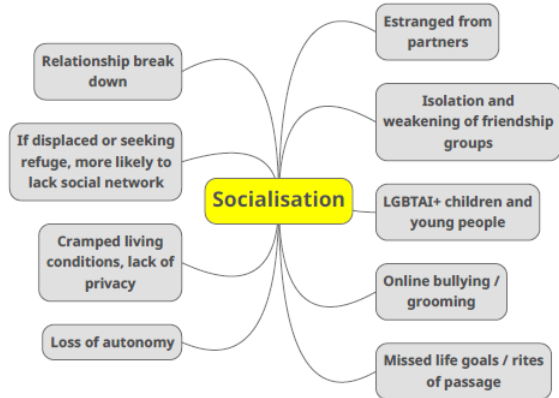 Estranged from
partners
Relationship break
down
Isolation and
weakening of friendship
groups
If displaced or seeking
refuge, more likely to
lack social network
Socialisation
LGBTAI+ children and
young people
Cramped living
conditions, lack of
privacy
Online bullying /
grooming
Loss of autonomy
Missed life goals / rites
of passage